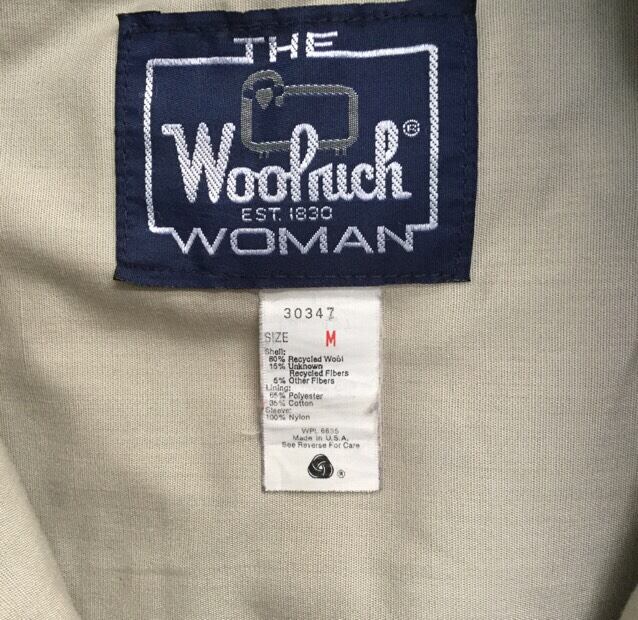 THE
Woolrich®
EST. 1830
WOMAN
30347
SIZE M
Shell:
80% Recycled Wool
15% Unknown
Recycled Fibers
5% Other Fibers
Lining:
65% Polyester
35% Cotton
Sleeve:
100% Nylon
WPL 6635
Made in U.S.A.
See Reverse For Care
®